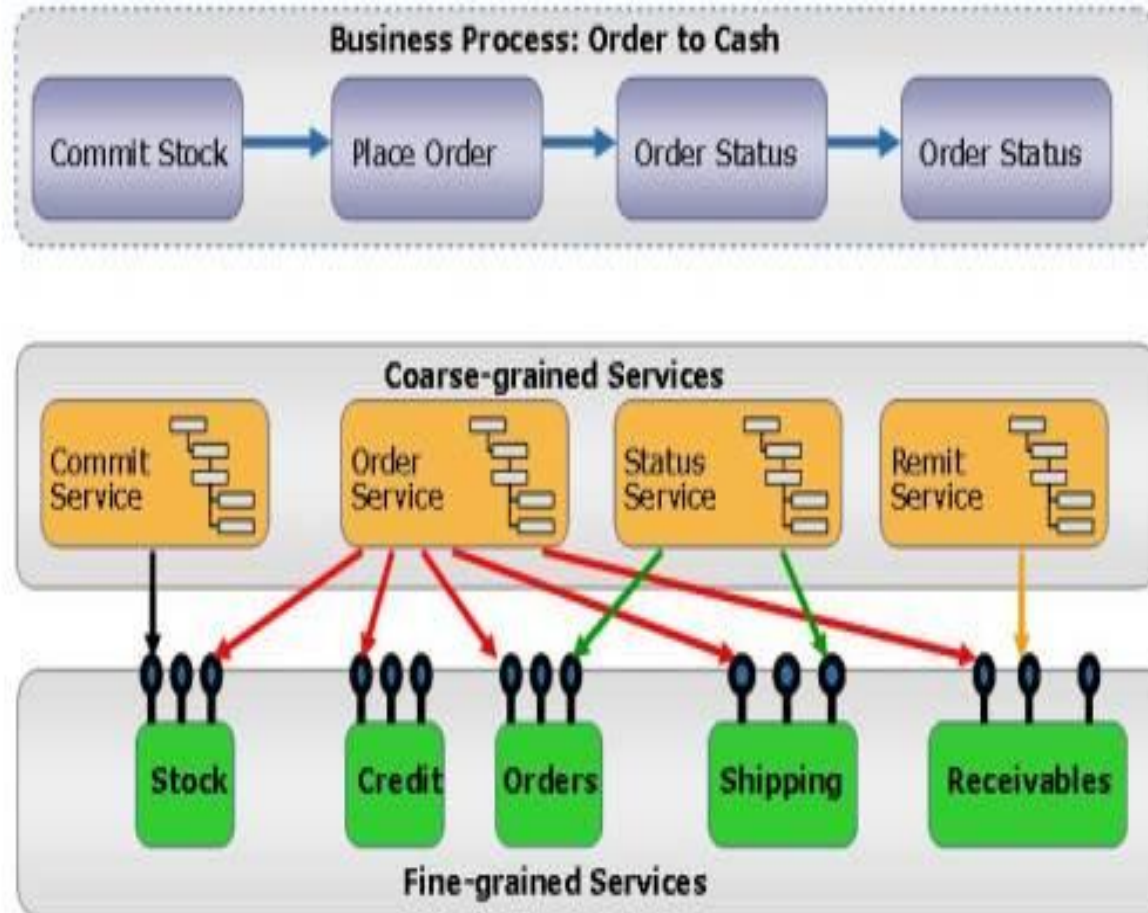 Business Process: Order to Cash
Commit Stock
Place Order
Order Status
Order Status
Coarse-grained Services
Commit
Service
Order
Service
Status
Service
Remit
Service
Stock
Credit
Orders
Shipping
Receivables
Fine-grained Services